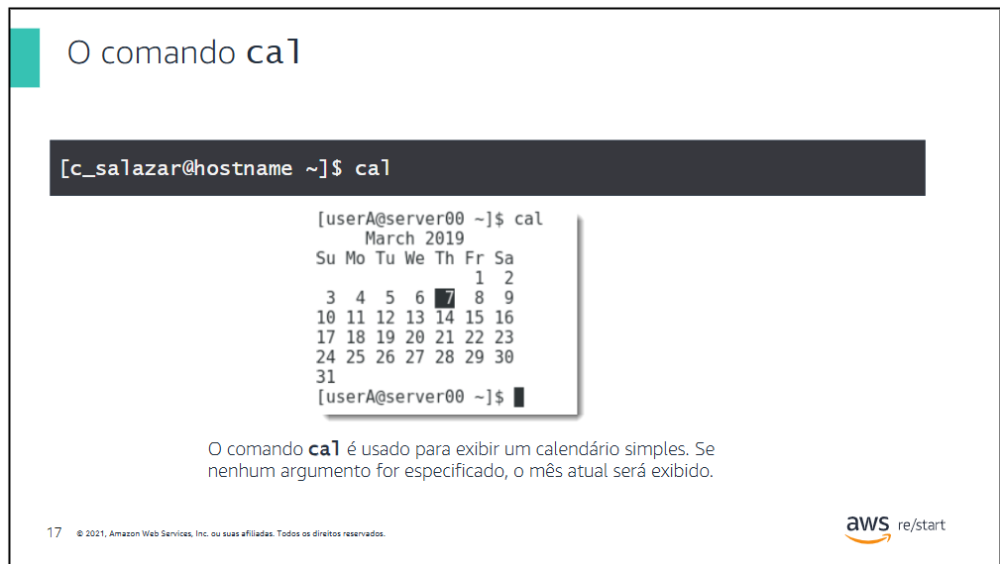 O comando cal
[c_salazar@hostname ~]$ cal
[userA@server00 ~]$ cal
     March 2019
Su Mo Tu We Th Fr Sa
                1  2
 3  4  5  6  7  8  9
10 11 12 13 14 15 16
17 18 19 20 21 22 23
24 25 26 27 28 29 30
31
[userA@server00 ~]$
O comando cal é usado para exibir um calendário simples. Se
nenhum argumento for especificado, o mês atual será exibido.
17 © 2021, Amazon Web Services, Inc. ou suas afiliadas. Todos os direitos reservados.
aws re/start